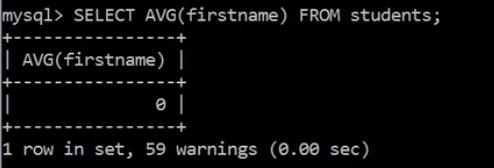 mysql> SELECT AVG(firstname) FROM students;
+----------------+
| AVG(firstname) |
+----------------+
|              0 |
+----------------+
1 row in set, 59 warnings (0.00 sec)